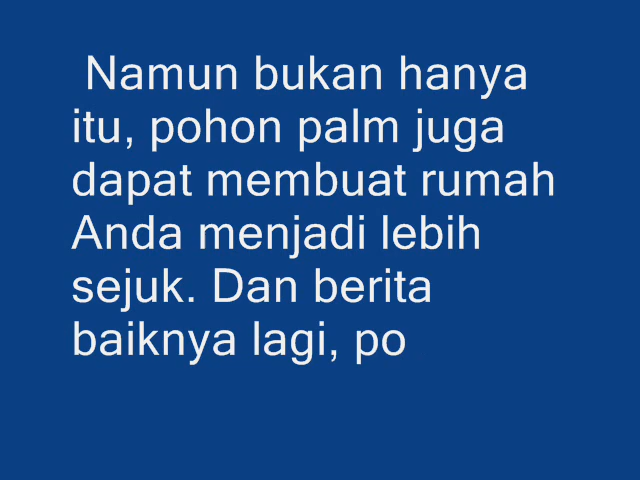 Namun bukan hanya
itu, pohon palm juga
dapat membuat rumah
Anda menjadi lebih
sejuk. Dan berita
baiknya lagi, po